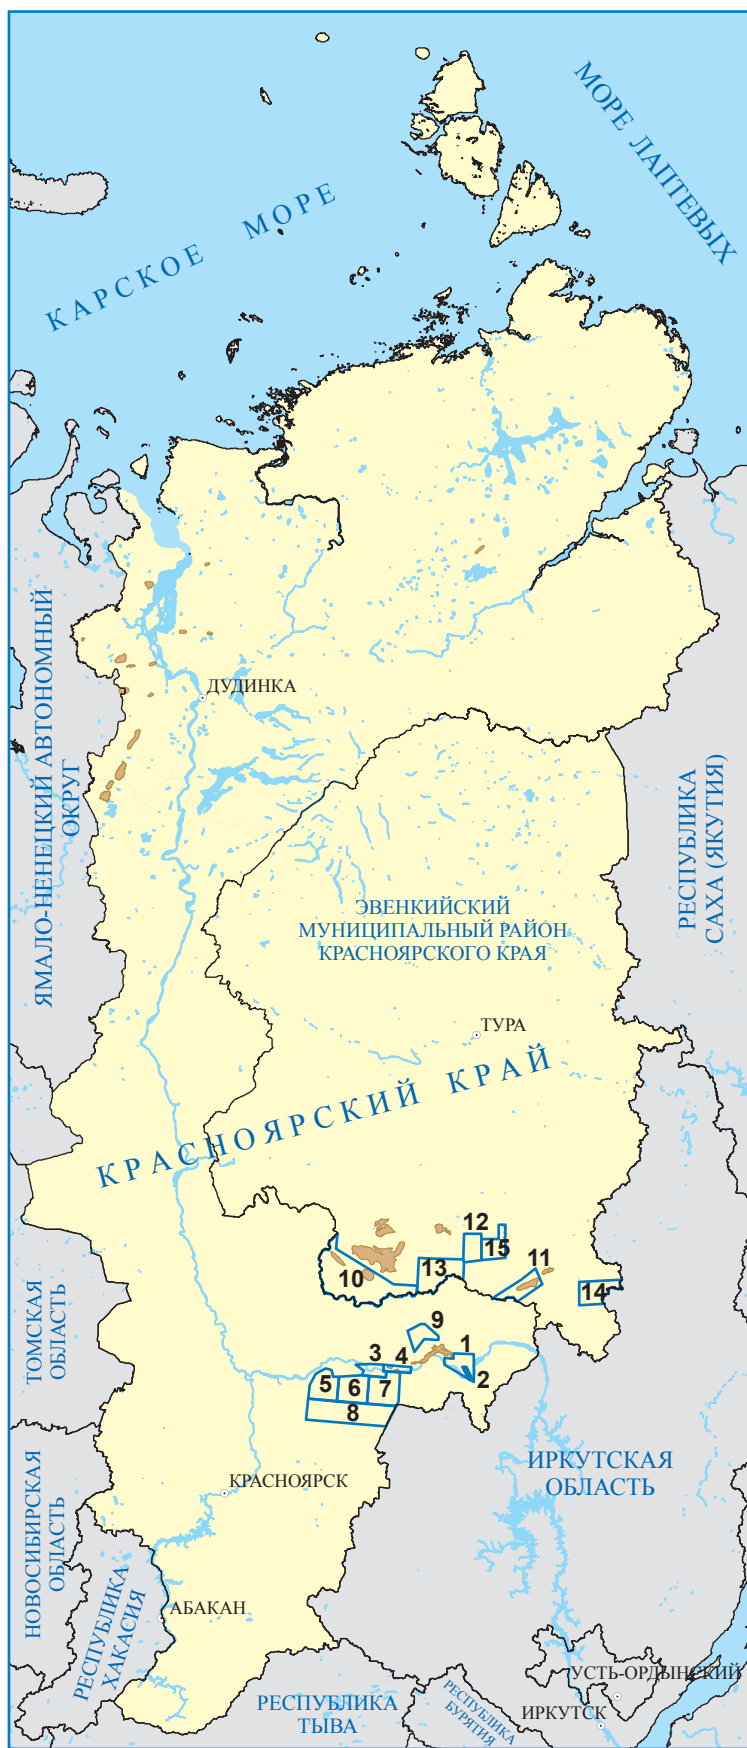 МОРЕ ЛАПТЕВЫХ
КАРСКОЕ МОРЕ
ЯМАЛО-НЕНЕЦКИЙ АВТОНОМНЫЙ
ОКРУГ
ДУДИНКА
РЕСПУБЛИКА
САХА (ЯКУТИЯ)
ЭВЕНКИЙСКИЙ
МУНИЦИПАЛЬНЫЙ РАЙОН
КРАСНОЯРСКОГО КРАЯ
ТУРА
КРАСНОЯРСКИЙ КРАЙ
12
15
11
13
10
14
9
1
3
4
2
5
6
7
8
ТОМСКАЯ
ОБЛАСТЬ
ИРКУТСКАЯ
ОБЛАСТЬ
КРАСНОЯРСК
НОВОСИБИРСКАЯ
ОБЛАСТЬ
РЕСПУБЛИКА
ХАКАСИЯ
АБАКАН
УСТЬ-ОРДЫНСКИЙ
ИРКУТСК
РЕСПУБЛИКА
ТЫВА
РЕСПУБЛИКА
БУРЯТИЯ